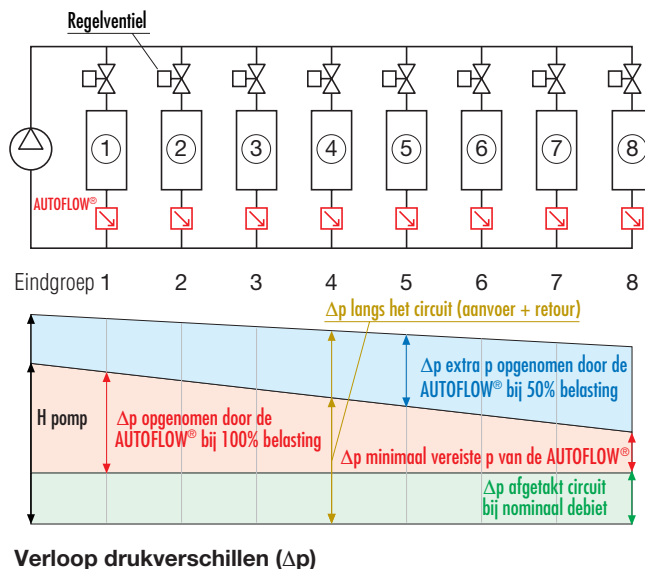 Regelventiel
1 2 3 4 5 6 7 8
AUTOFLOW®
Eindgroep 1 2 3 4 5 6 7 8
Δp langs het circuit (aanvoer + retour)
Δp extra p opgenomen door de
AUTOFLOW® bij 50% belasting
H pomp
Δp opgenomen door de
AUTOFLOW® bij 100% belasting
Δp minimaal vereiste p van de AUTOFLOW®
Δp afgetakt circuit
bij nominaal debiet
Verloop drukverschillen (Δp)